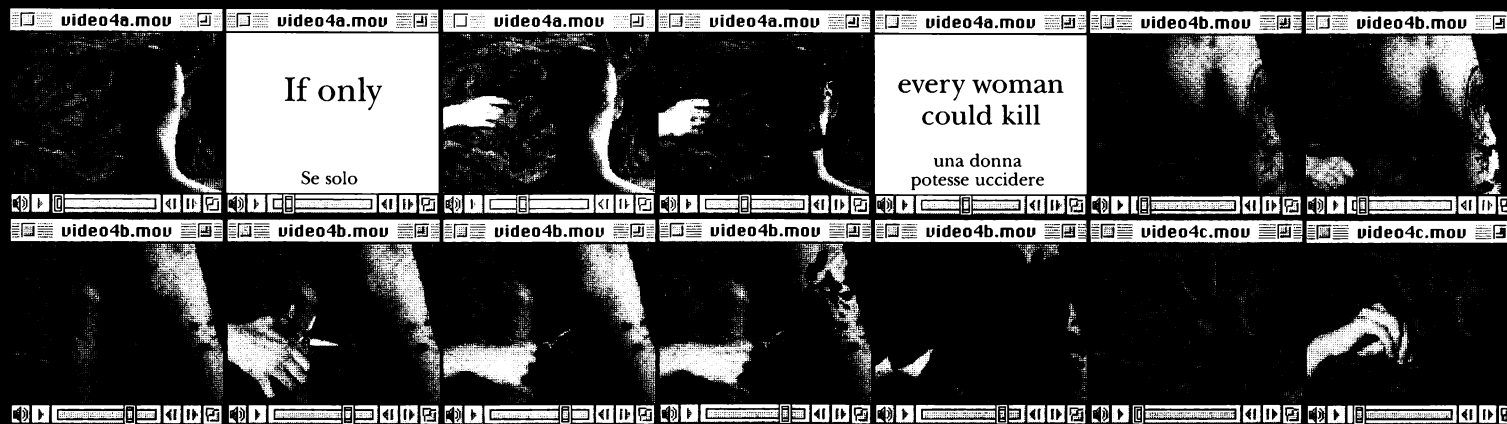 video4a.mov
video4a.mov
video4a.mov
video4a.mov
video4a.mov
video4b.mov
video4b.mov
If only
Se solo
every woman
could kill
una donna
potesse uccidere
video4b.mov
video4b.mov
video4b.mov
video4b.mov
video4b.mov
video4c.mov
video4c.mov